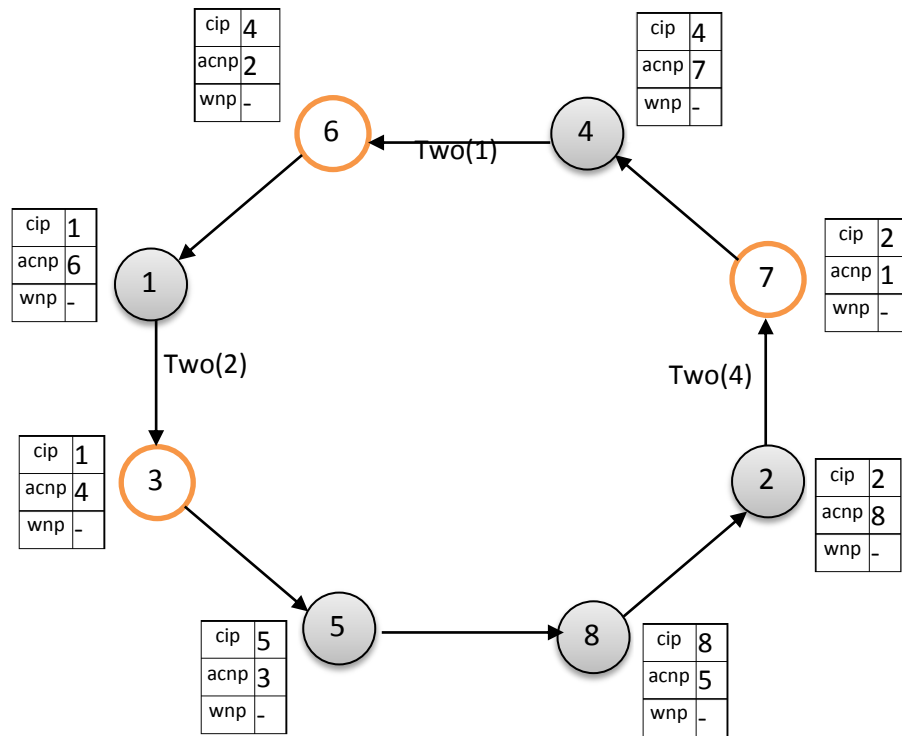 cip 4
acnp 2
wnp -
cip 4
acnp 7
wnp -
6
Two(1)
4
cip 1
acnp 6
wnp -
1
7
cip 2
acnp 1
wnp -
Two(2)
Two(4)
cip 1
acnp 4
wnp -
3
2
cip 2
acnp 8
wnp -
5
cip 5
acnp 3
wnp -
8
cip 8
acnp 5
wnp -